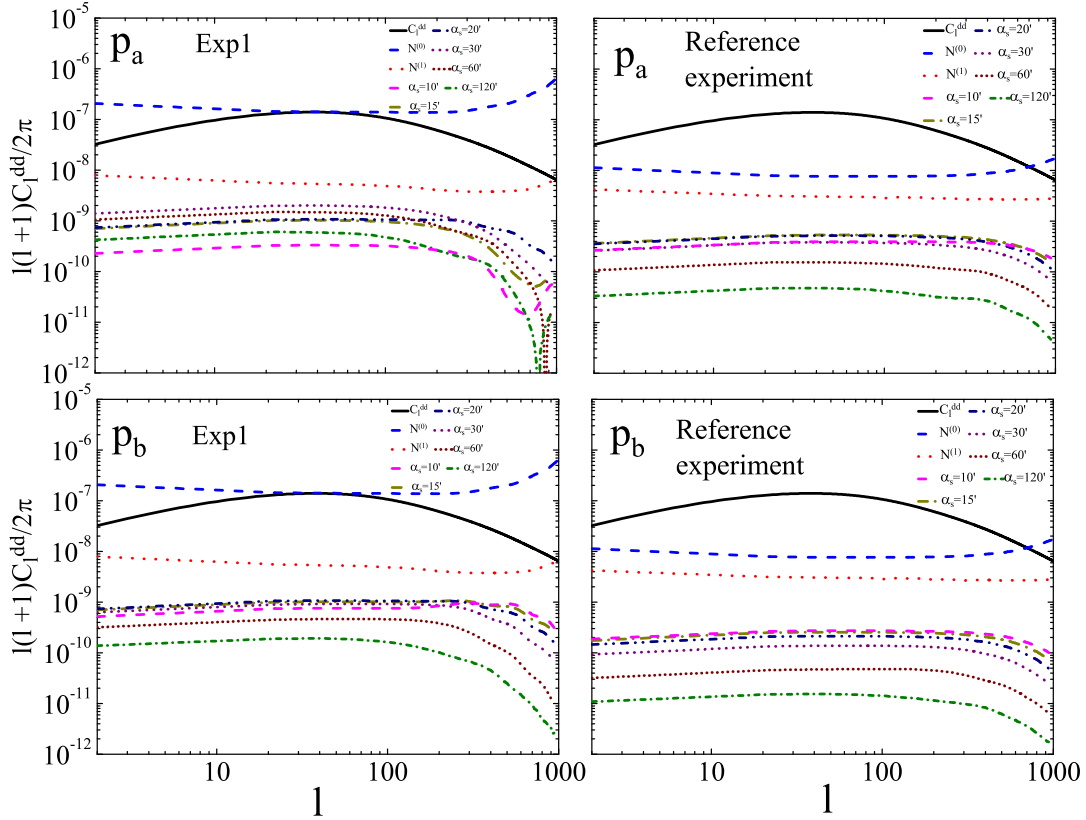 10^-5
10^-6
10^-7
10^-8
10^-9
10^-10
10^-11
10^-12
l(l+1)C_l^dd/2π
p_a Exp1
C_l^dd α_s=20'
N^(0) α_s=30'
N^(1) α_s=60'
α_s=10' α_s=120'
α_s=15'
p_a Reference
experiment
C_l^dd α_s=20'
N^(0) α_s=30'
N^(1) α_s=60'
α_s=10' α_s=120'
α_s=15'
10^-5
10^-6
10^-7
10^-8
10^-9
10^-10
10^-11
10^-12
l(l+1)C_l^dd/2π
p_b Exp1
C_l^dd α_s=20'
N^(0) α_s=30'
N^(1) α_s=60'
α_s=10' α_s=120'
α_s=15'
p_b Reference
experiment
C_l^dd α_s=20'
N^(0) α_s=30'
N^(1) α_s=60'
α_s=10' α_s=120'
α_s=15'
10 100 1000
10 100 1000
l
l